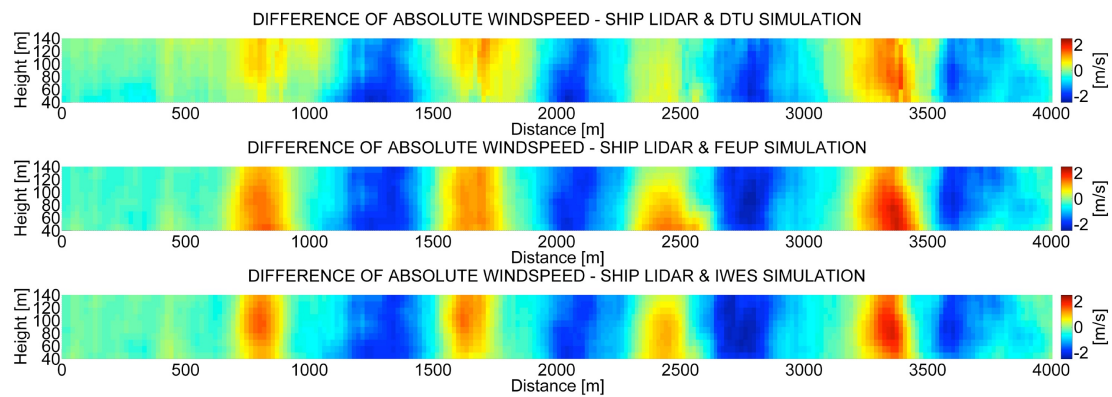 DIFFERENCE OF ABSOLUTE WINDSPEED - SHIP LIDAR & DTU SIMULATION
Height [m]
140
120
100
80
60
40
0 500 1000 1500 2000 2500 3000 3500 4000
Distance [m]
2
0
-2
[m/s]
DIFFERENCE OF ABSOLUTE WINDSPEED - SHIP LIDAR & FEUP SIMULATION
Height [m]
140
120
100
80
60
40
0 500 1000 1500 2000 2500 3000 3500 4000
Distance [m]
2
0
-2
[m/s]
DIFFERENCE OF ABSOLUTE WINDSPEED - SHIP LIDAR & IWES SIMULATION
Height [m]
140
120
100
80
60
40
0 500 1000 1500 2000 2500 3000 3500 4000
Distance [m]
2
0
-2
[m/s]